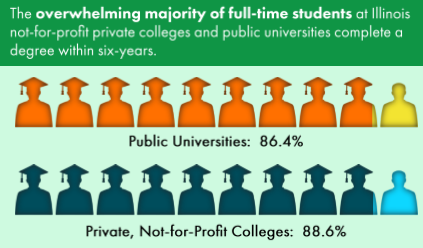 The overwhelming majority of full-time students at Illinois
not-for-profit private colleges and public universities complete a
degree within six-years.
Public Universities: 86.4%
Private, Not-for-Profit Colleges: 88.6%